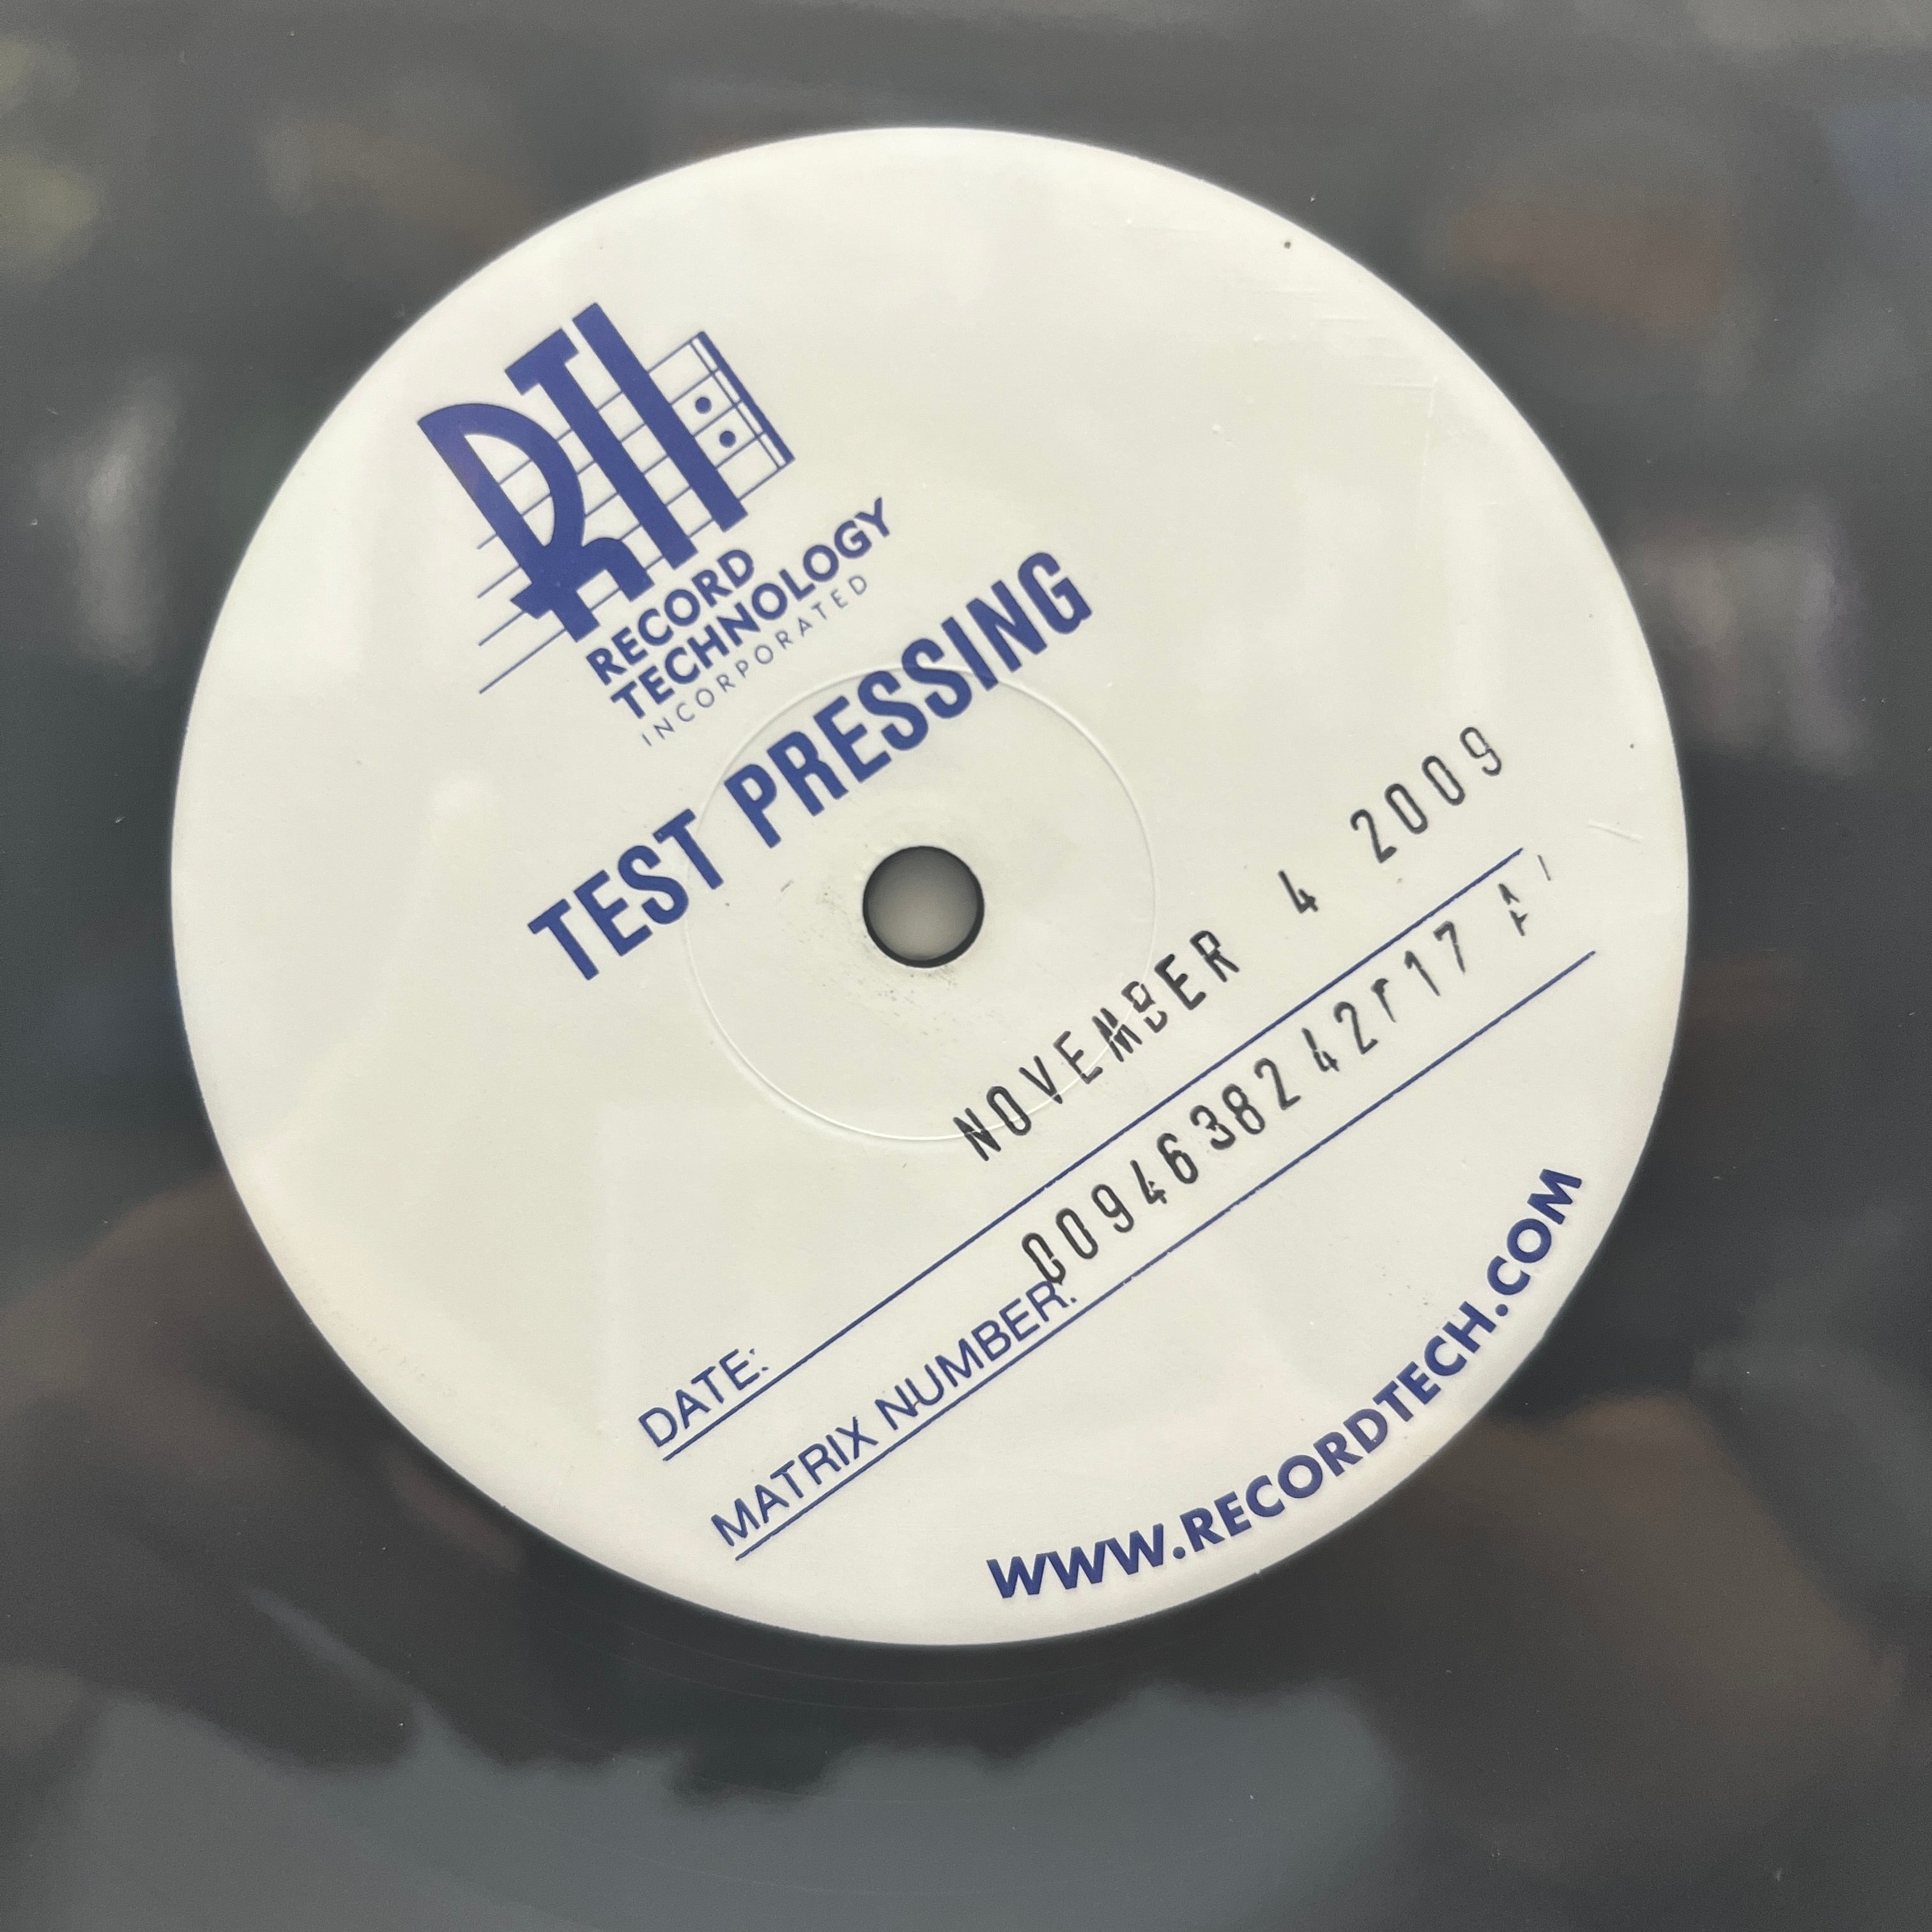 RTI
RECORD
TECHNOLOGY
INCORPORATED
TEST PRESSING
DATE: NOVEMBER 4 2009
MATRIX NUMBER:
WWW.RECORDTECH.COM